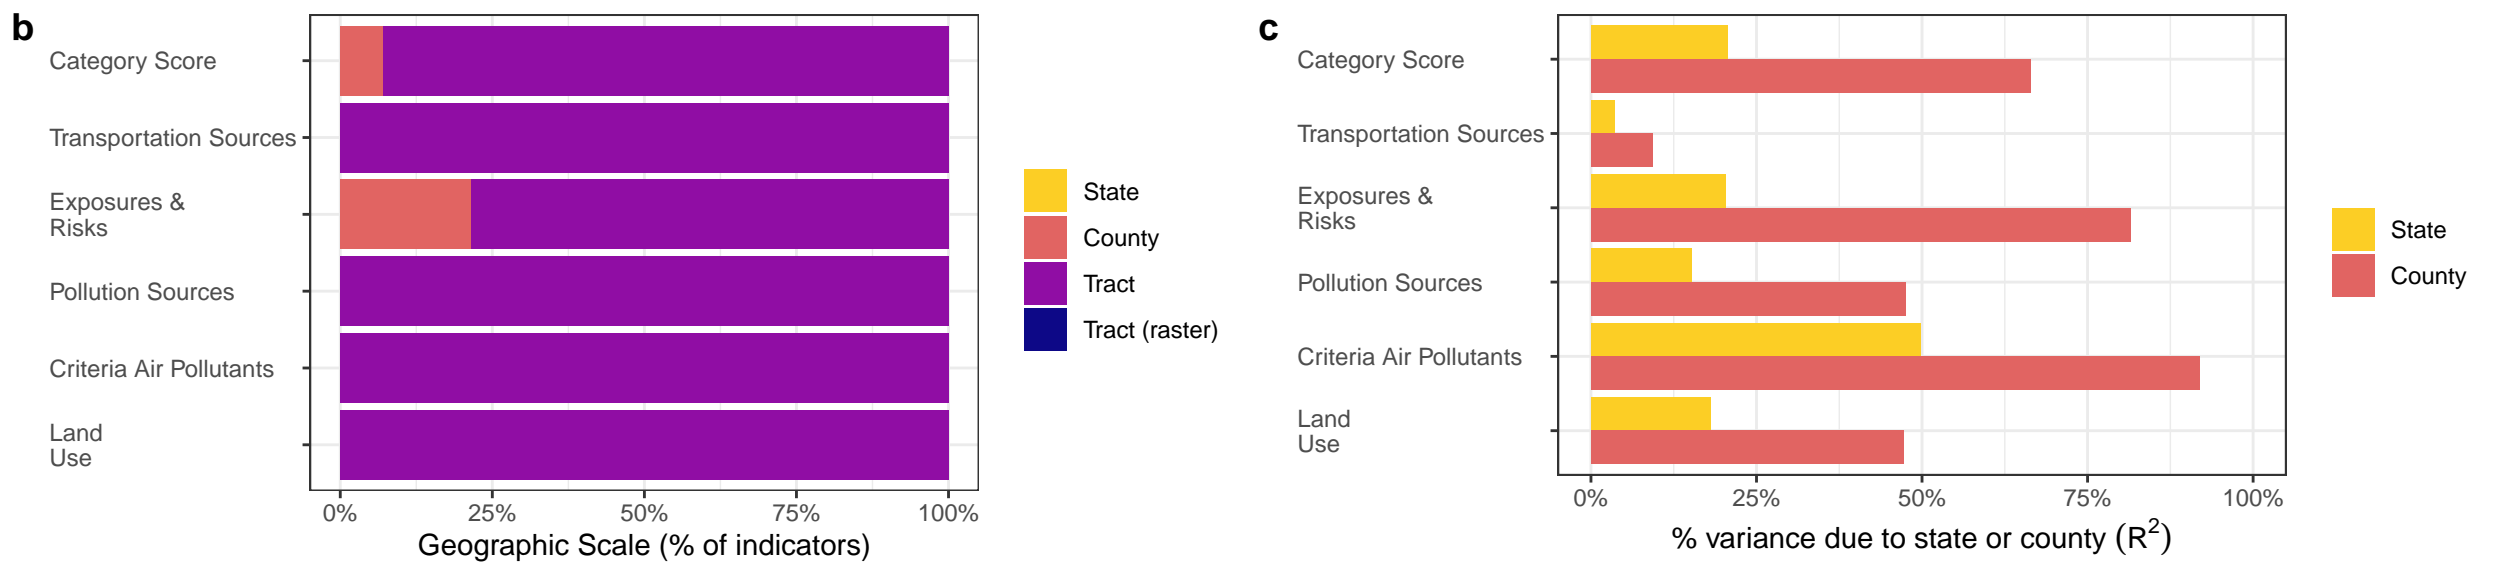 b
Category Score
Transportation Sources
Exposures &
Risks
Pollution Sources
Criteria Air Pollutants
Land
Use
0% 25% 50% 75% 100%
Geographic Scale (% of indicators)
State
County
Tract
Tract (raster)
c
Category Score
Transportation Sources
Exposures &
Risks
Pollution Sources
Criteria Air Pollutants
Land
Use
0% 25% 50% 75% 100%
% variance due to state or county (R²)
State
County